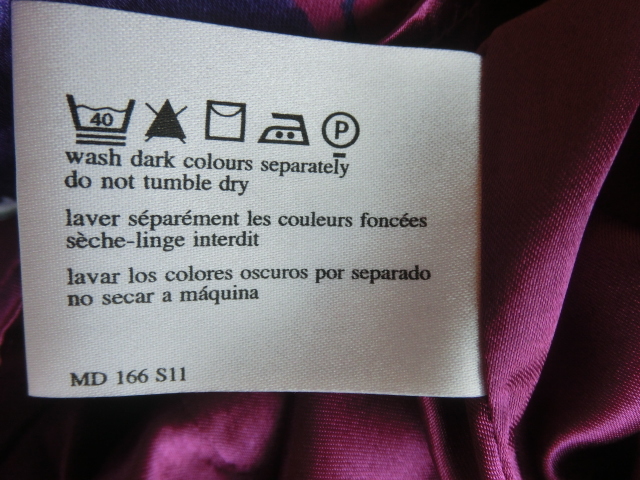 40 P
wash dark colours separately
do not tumble dry
laver séparément les couleurs foncées
sèche-linge interdit
lavar los colores oscuros por separado
no secar a máquina
MD 166 S11